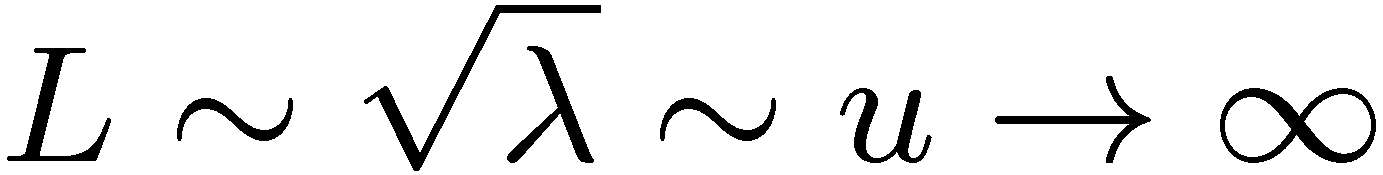 L ∼ √λ ∼ u → ∞